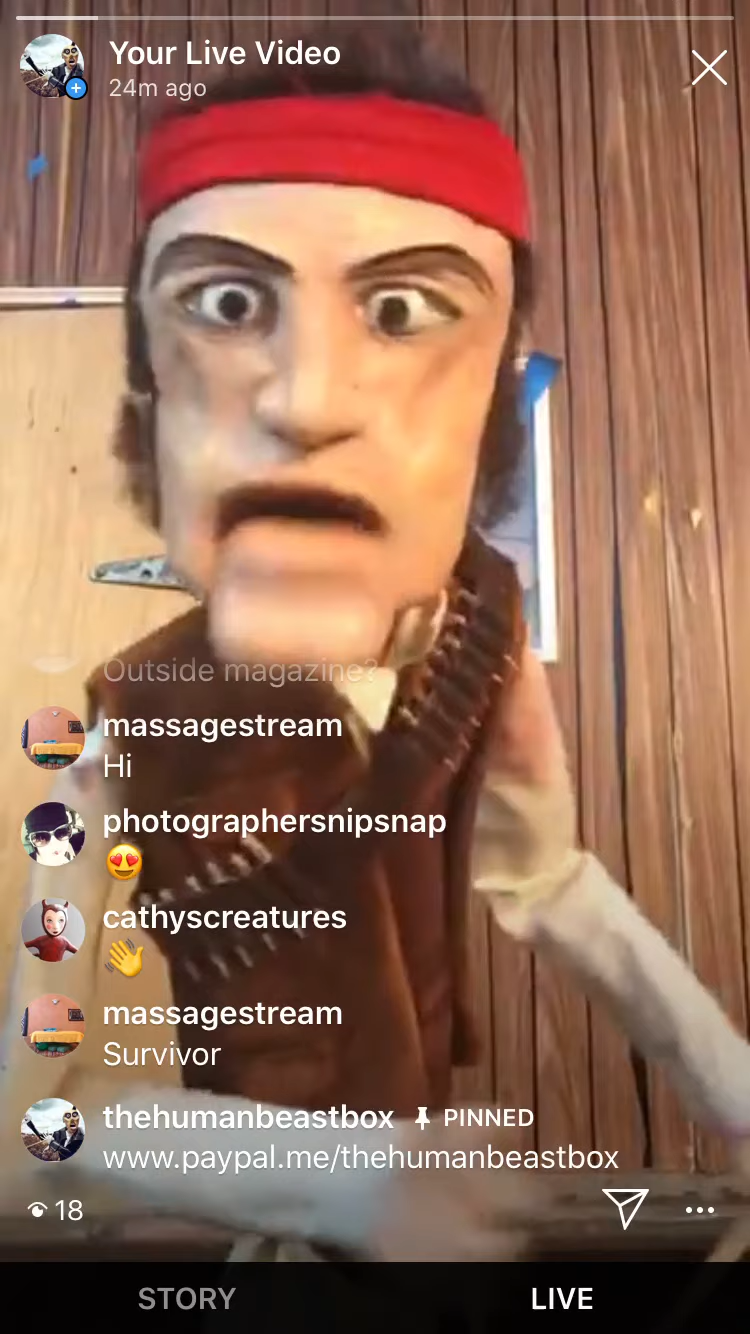 Your Live Video
24m ago
Outside magazine?
massagestream
Hi
photographersnipsnap
😍
cathyscreatures
👋
massagestream
Survivor
thehumanbeastbox PINNED
www.paypal.me/thehumanbeastbox
18
STORY
LIVE